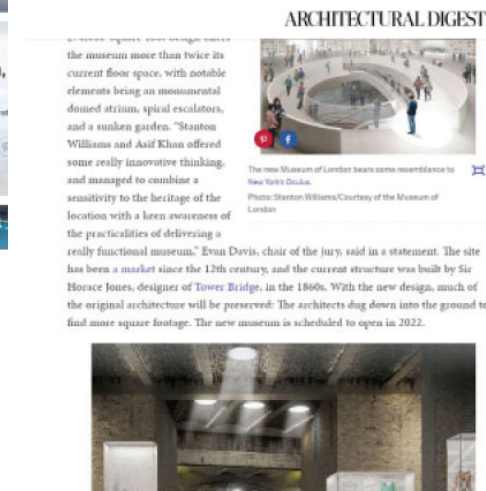 ARCHITECTURAL DIGEST
the museum more than twice its
current floor space, with notable
elements being an monumental
domed atrium, spiral escalators,
and a sunken garden. "Stanton
Williams and Asif Khan offered
some really innovative thinking,
and managed to combine a
sensitivity to the heritage of the
location with a keen awareness of
the practicalities of delivering a
The new Museum of London bears some resemblance to
New York's Oculus.
Photo: Stanton Williams/Courtesy of the Museum of
London
really functional museum," Evan Davis, chair of the jury, said in a statement. The site
has been a market since the 12th century, and the current structure was built by Sir
Horace Jones, designer of Tower Bridge, in the 1860s. With the new design, much of
the original architecture will be preserved: The architects dug down into the ground to
find more square footage. The new museum is scheduled to open in 2022.